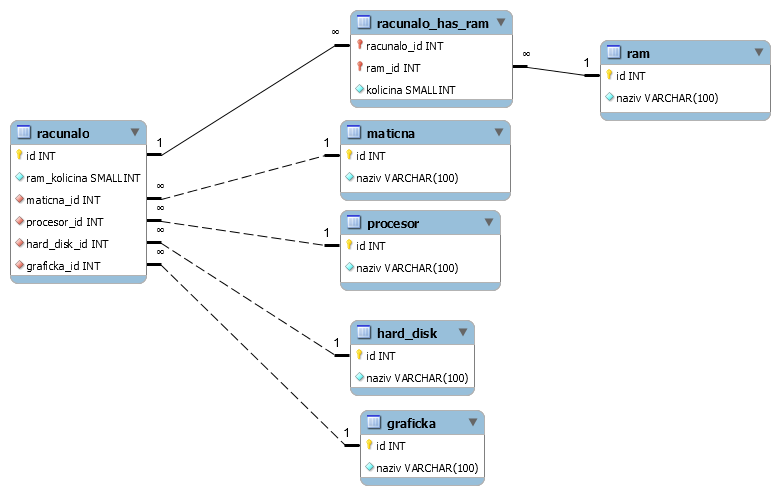 racunalo_has_ram
racunalo_id INT
ram_id INT
kolicina SMALLINT
∞
∞
1
ram
id INT
naziv VARCHAR(100)
racunalo
id INT
ram_kolicina SMALLINT
maticna_id INT
procesor_id INT
hard_disk_id INT
graficka_id INT
1
∞
∞
∞
∞
1
maticna
id INT
naziv VARCHAR(100)
1
procesor
id INT
naziv VARCHAR(100)
1
hard_disk
id INT
naziv VARCHAR(100)
1
graficka
id INT
naziv VARCHAR(100)